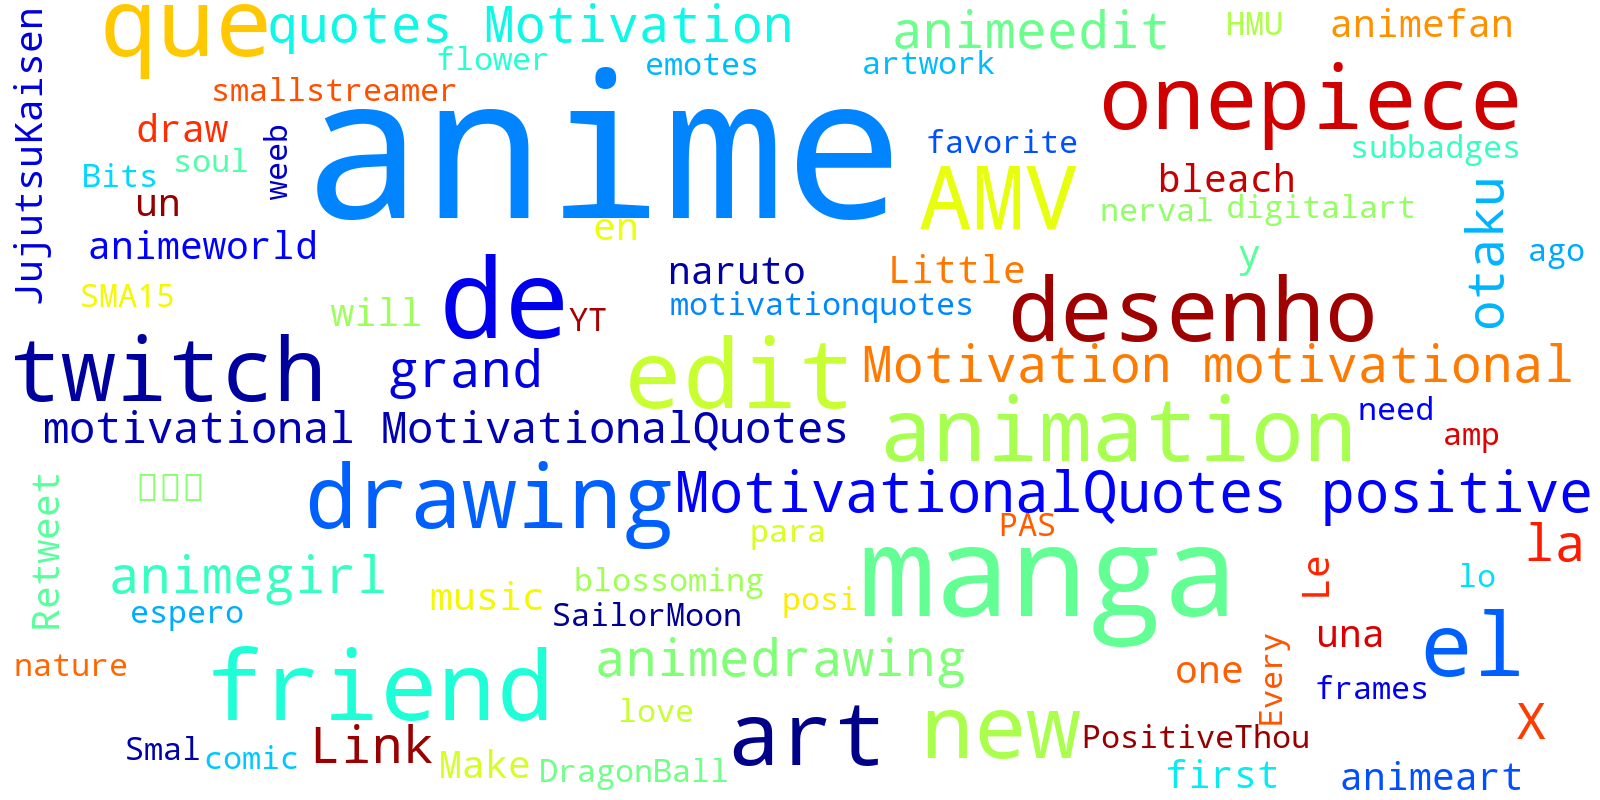 que
quotes Motivation
animeedit
HMU
animefan
JujutsuKaisen
flower
emotes
artwork
smallstreamer
anime
onepiece
draw
weeb
favorite
subbadges
Bits
soul
AMV
bleach
otaku
un
en
nerval
digitalart
animeworld
y
ago
SMA15
de
naruto
Little
desenho
will
YT
motivationquotes
twitch
grand
edit
Motivation motivational
motivational MotivationalQuotes
animation
need
amp
Retweet
drawing
MotivationalQuotes positive
para
PAS
la
animegirl
music
blossoming
posi
manga
Le
lo
espero
SailorMoon
nature
friend
animedrawing
one
Every
una
el
frames
love
art
new
X
Smal
comic
Link
Make
DragonBall
PositiveThou
first
animeart